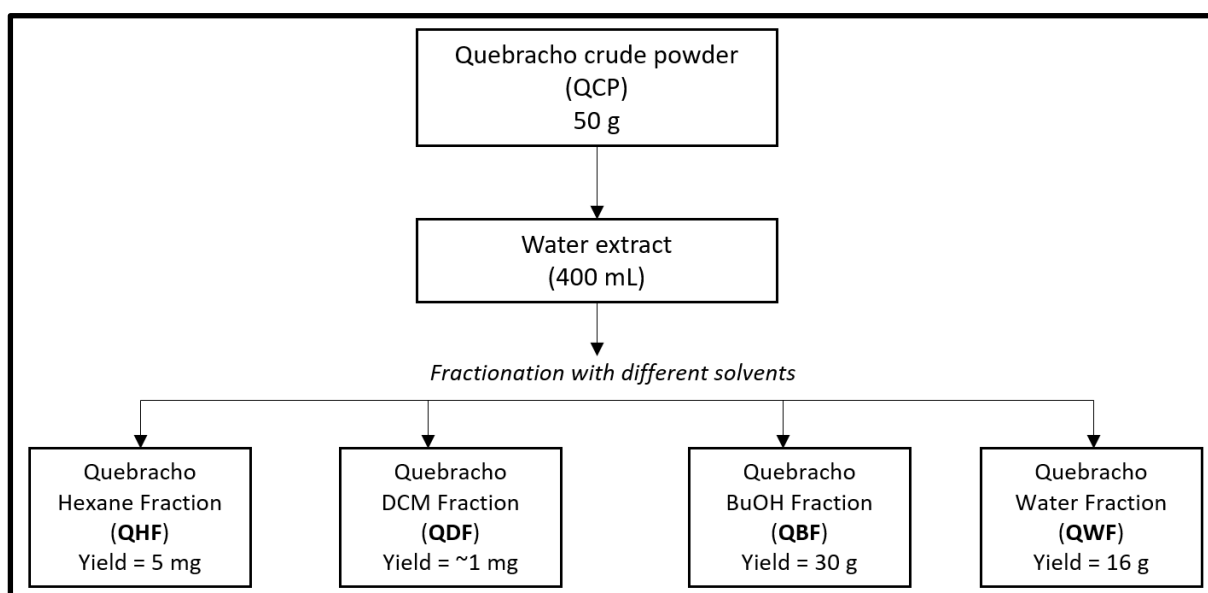 Quebracho crude powder
(QCP)
50 g
Water extract
(400 mL)
Fractionation with different solvents
Quebracho
Hexane Fraction
(QHF)
Yield = 5 mg
Quebracho
DCM Fraction
(QDF)
Yield = ~1 mg
Quebracho
BuOH Fraction
(QBF)
Yield = 30 g
Quebracho
Water Fraction
(QWF)
Yield = 16 g